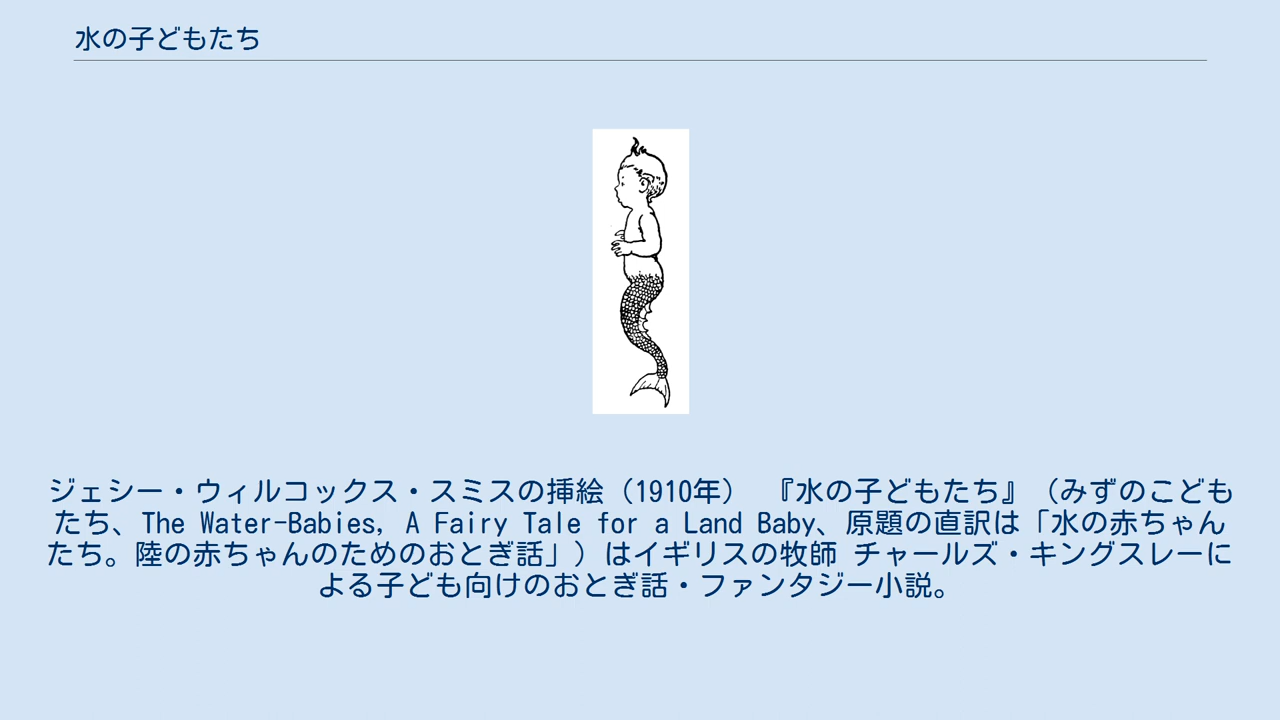 水の子どもたち
ジェシー・ウィルコックス・スミスの挿絵（1910年） 『水の子どもたち』（みずのこども
たち、The Water-Babies, A Fairy Tale for a Land Baby、原題の直訳は「水の赤ちゃん
たち。陸の赤ちゃんのためのおとぎ話」）はイギリスの牧師 チャールズ・キングスレーに
よる子ども向けのおとぎ話・ファンタジー小説。